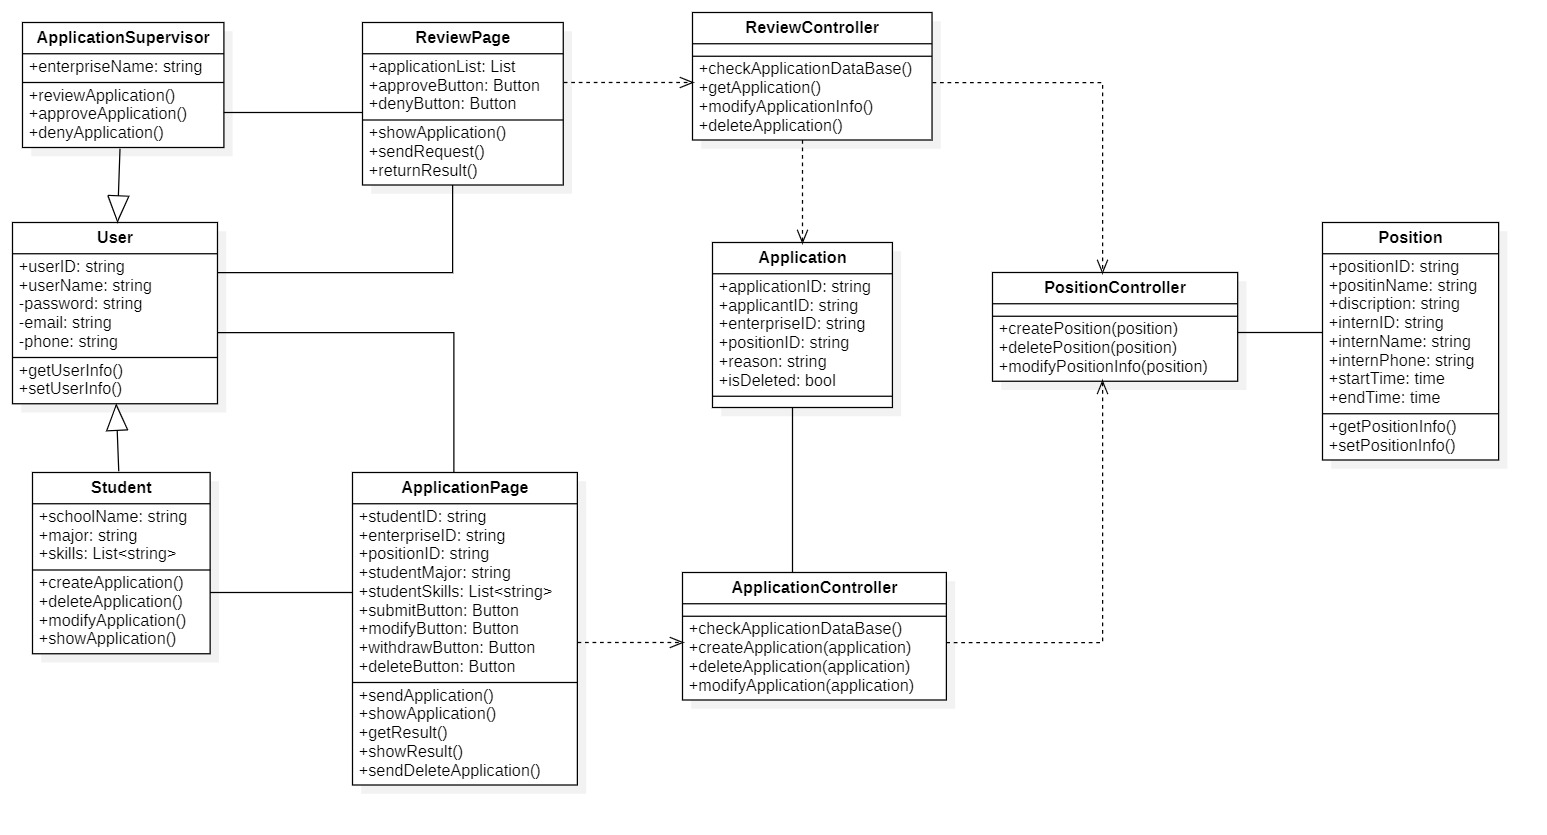 ApplicationSupervisor
+enterpriseName: string
+reviewApplication()
+approveApplication()
+denyApplication()
ReviewPage
+applicationList: List
+approveButton: Button
+denyButton: Button
+showApplication()
+sendRequest()
+returnResult()
ReviewController
+checkApplicationDataBase()
+getApplication()
+modifyApplicationInfo()
+deleteApplication()
User
+userID: string
+userName: string
-password: string
-email: string
-phone: string
+getUserInfo()
+setUserInfo()
Application
+applicationID: string
+applicantID: string
+enterpriseID: string
+positionID: string
+reason: string
+isDeleted: bool
PositionController
+createPosition(position)
+deletePosition(position)
+modifyPositionInfo(position)
Position
+positionID: string
+positinName: string
+discription: string
+internID: string
+internName: string
+internPhone: string
+startTime: time
+endTime: time
+getPositionInfo()
+setPositionInfo()
Student
+schoolName: string
+major: string
+skills: List<string>
+createApplication()
+deleteApplication()
+modifyApplication()
+showApplication()
ApplicationPage
+studentID: string
+enterpriseID: string
+positionID: string
+studentMajor: string
+studentSkills: List<string>
+submitButton: Button
+modifyButton: Button
+withdrawButton: Button
+deleteButton: Button
+sendApplication()
+showApplication()
+getResult()
+showResult()
+sendDeleteApplication()
ApplicationController
+checkApplicationDataBase()
+createApplication(application)
+deleteApplication(application)
+modifyApplication(application)